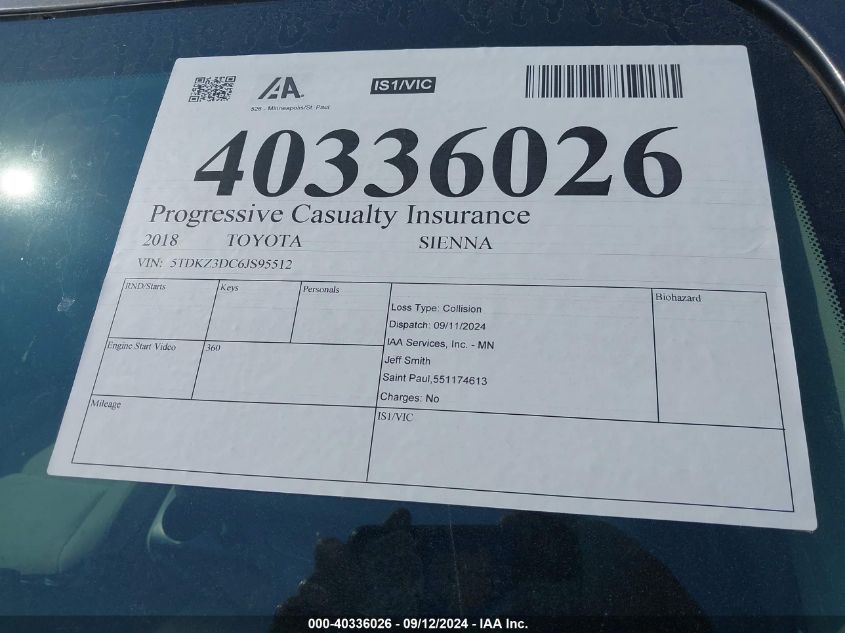 IAA
IS1/VIC
526 - Minneapolis/St. Paul
40336026
Progressive Casualty Insurance
2018 TOYOTA SIENNA
VIN: 5TDKZ3DC6JS95512
RND/Starts Keys Personals
Loss Type: Collision
Biohazard
Dispatch: 09/11/2024
Engine Start Video 360
IAA Services, Inc. - MN
Jeff Smith
Saint Paul,551174613
Charges: No
Mileage
IS1/VIC
000-40336026 - 09/12/2024 - IAA Inc.